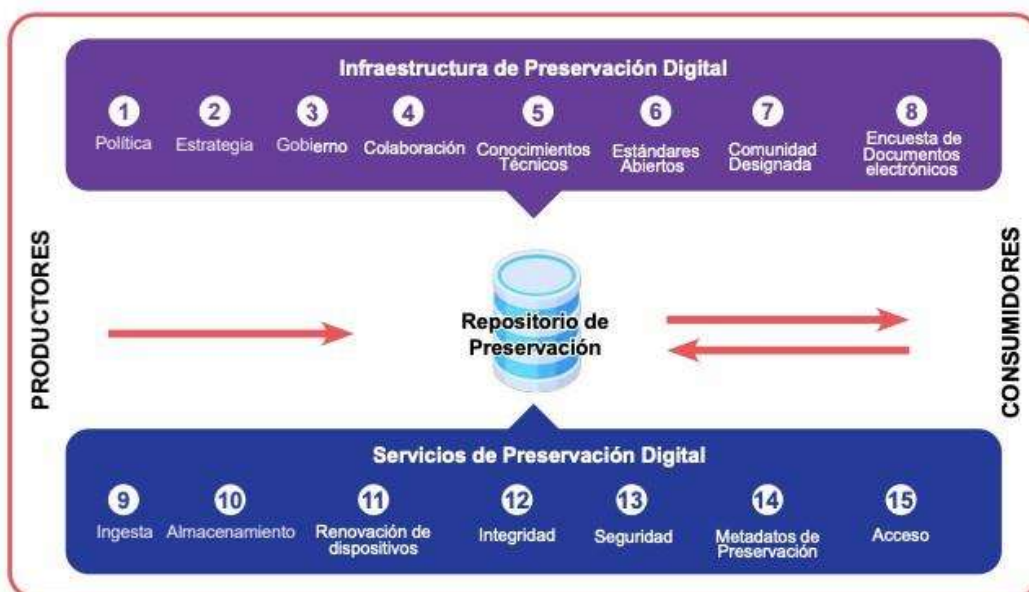 Infraestructura de Preservación Digital
1
Política
2
Estrategia
3
Gobierno
4
Colaboración
5
Conocimientos
Técnicos
6
Estándares
Abiertos
7
Comunidad
Designada
8
Encuesta de
Documentos
electrónicos
PRODUCTORES
Repositorio de
Preservación
CONSUMIDORES
Servicios de Preservación Digital
9
Ingesta
10
Almacenamiento
11
Renovación de
dispositivos
12
Integridad
13
Seguridad
14
Metadatos de
Preservación
15
Acceso